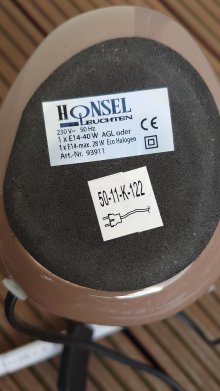 HONSEL
LEUCHTEN
230 V~ 50 Hz
1 x E14-40 W AGL oder
1 x E14-max. 28 W Eco Halogen
Art.-Nr. 93911
CE
50-11-K-122